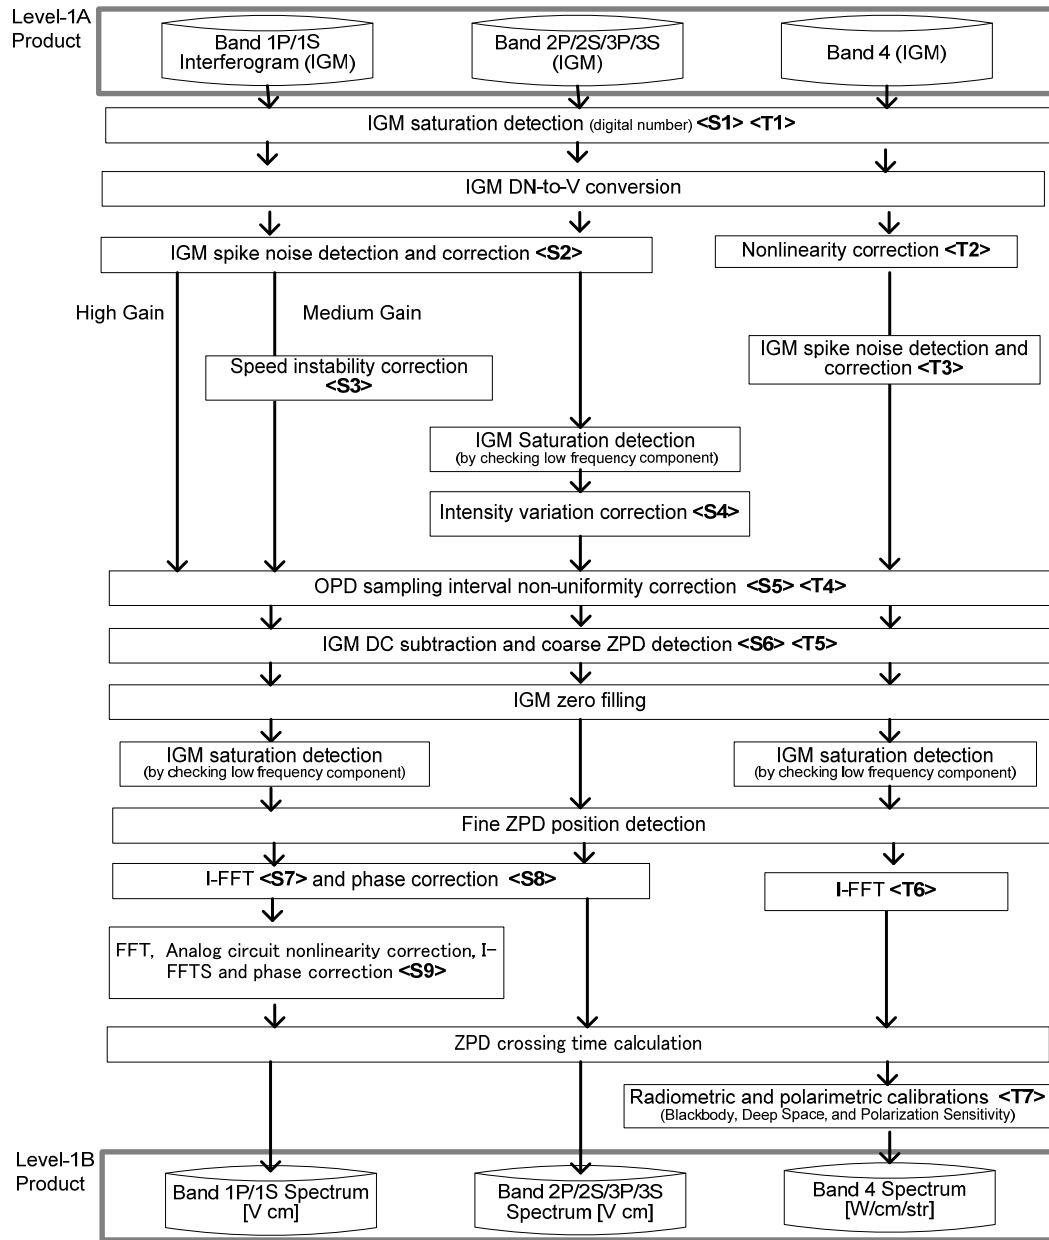 Level-1A
Product
Band 1P/1S
Interferogram (IGM)
Band 2P/2S/3P/3S
(IGM)
Band 4 (IGM)
IGM saturation detection (digital number) <S1> <T1>
IGM DN-to-V conversion
IGM spike noise detection and correction <S2>
Nonlinearity correction <T2>
High Gain
Medium Gain
Speed instability correction
<S3>
IGM spike noise detection and
correction <T3>
IGM Saturation detection
(by checking low frequency component)
Intensity variation correction <S4>
OPD sampling interval non-uniformity correction <S5> <T4>
IGM DC subtraction and coarse ZPD detection <S6> <T5>
IGM zero filling
IGM saturation detection
(by checking low frequency component)
IGM saturation detection
(by checking low frequency component)
Fine ZPD position detection
I-FFT <S7> and phase correction <S8>
I-FFT <T6>
FFT, Analog circuit nonlinearity correction, I-
FFTS and phase correction <S9>
ZPD crossing time calculation
Radiometric and polarimetric calibrations <T7>
(Blackbody, Deep Space, and Polarization Sensitivity)
Level-1B
Product
Band 1P/1S Spectrum
[V cm]
Band 2P/2S/3P/3S
Spectrum [V cm]
Band 4 Spectrum
[W/cm/str]